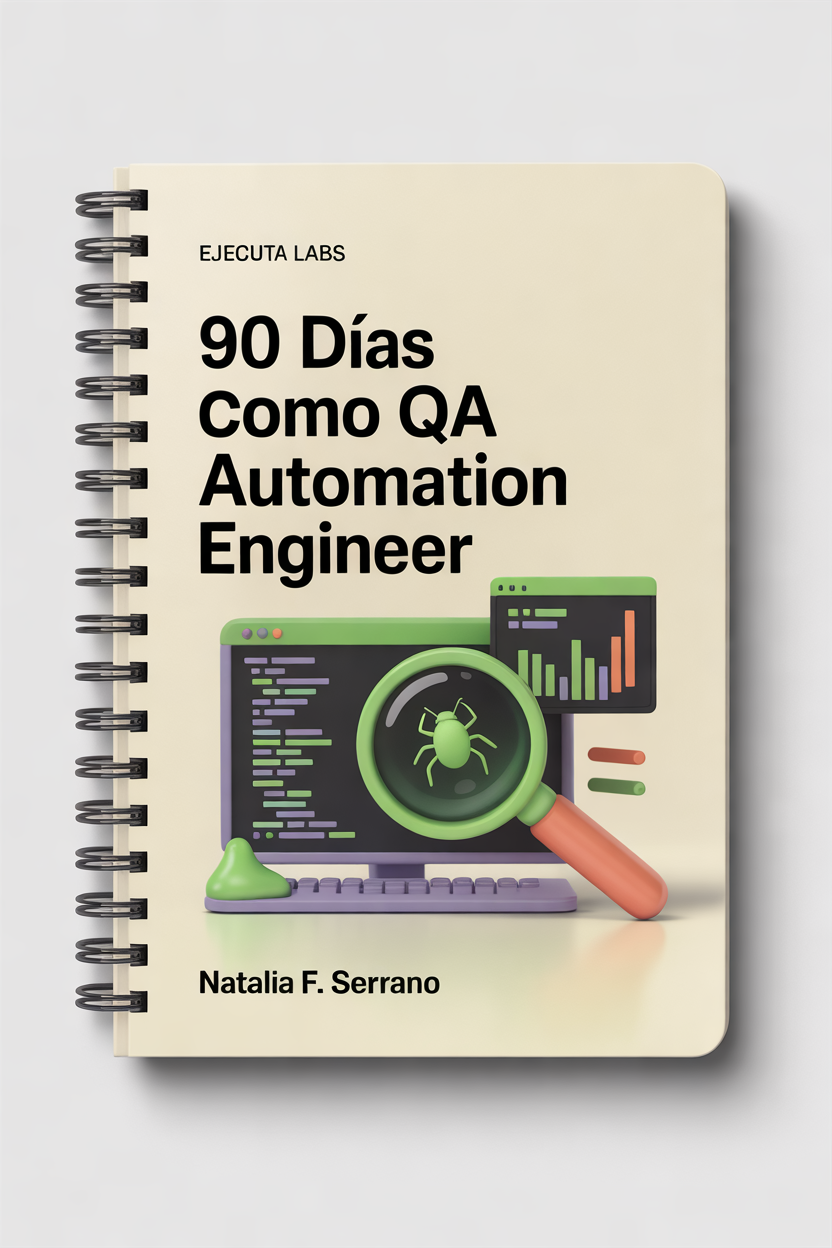 EJECUTA LABS
90 Días
como QA
Automation
Engineer
Natalia F. Serrano